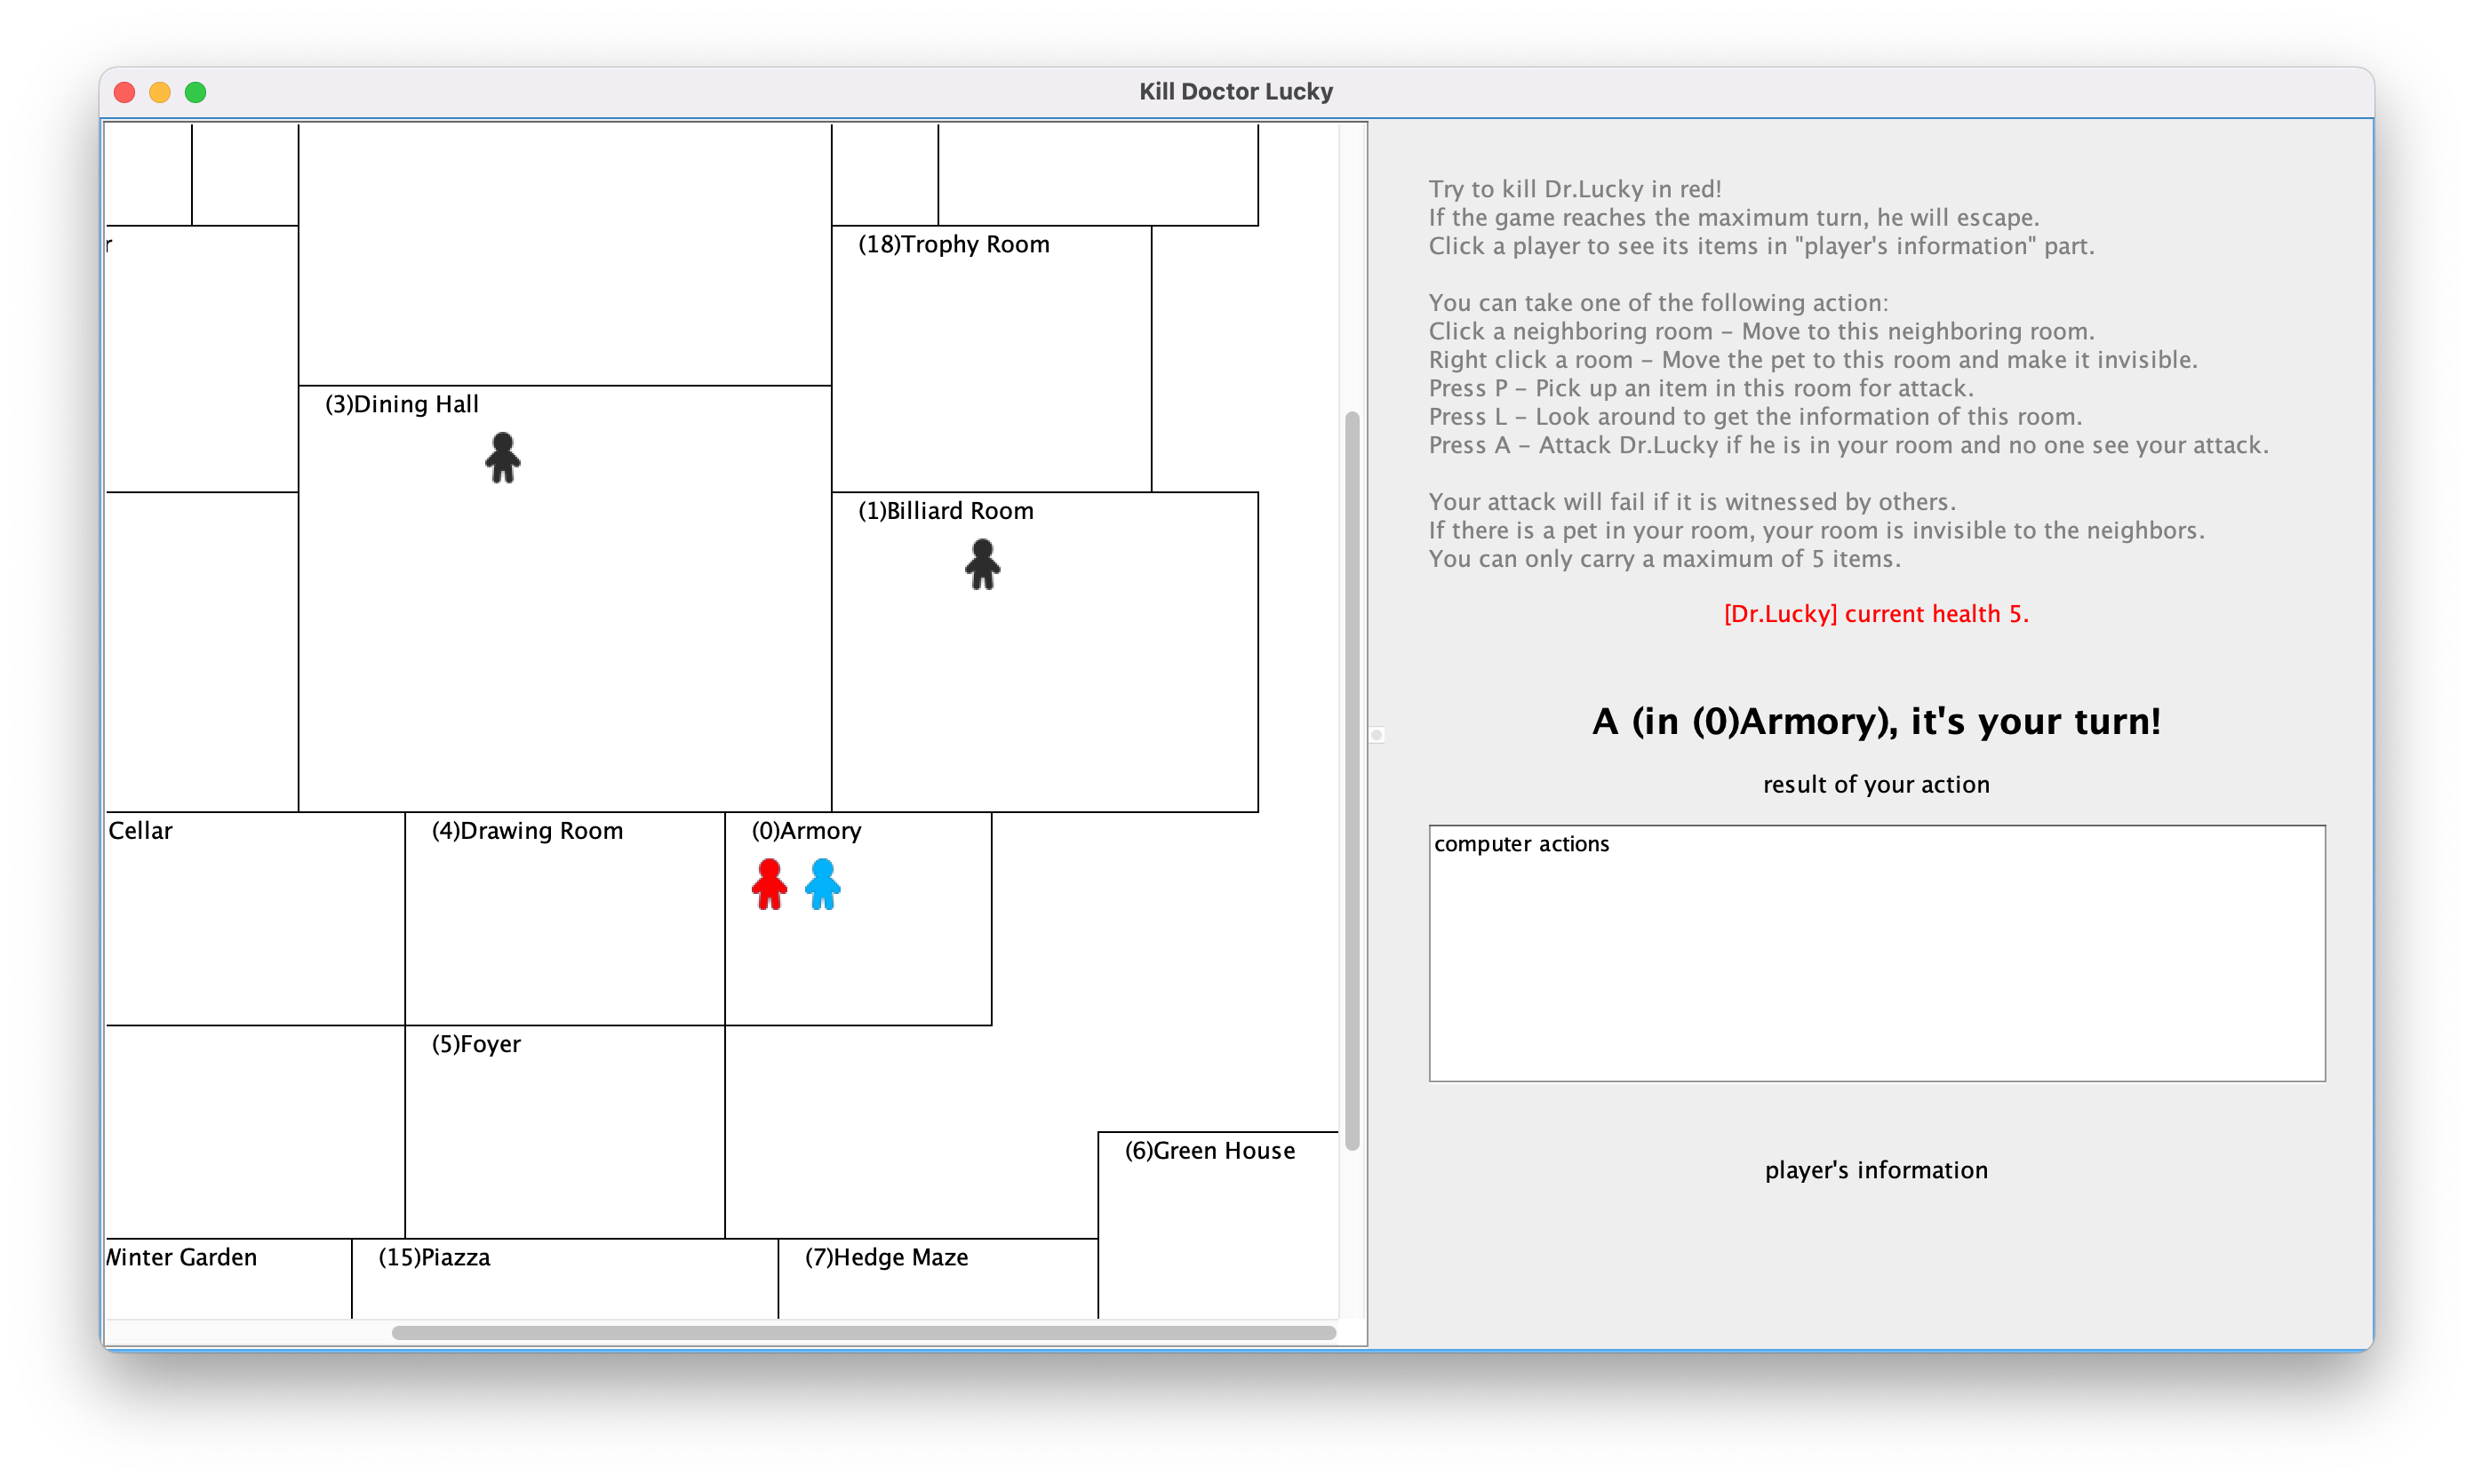 Kill Doctor Lucky
(18)Trophy Room
(3)Dining Hall
(1)Billiard Room
Cellar
(4)Drawing Room
(0)Armory
(5)Foyer
(6)Green House
Winter Garden
(15)Piazza
(7)Hedge Maze
Try to kill Dr.Lucky in red!
If the game reaches the maximum turn, he will escape.
Click a player to see its items in "player's information" part.
You can take one of the following action:
Click a neighboring room - Move to this neighboring room.
Right click a room - Move the pet to this room and make it invisible.
Press P - Pick up an item in this room for attack.
Press L - Look around to get the information of this room.
Press A - Attack Dr.Lucky if he is in your room and no one see your attack.
Your attack will fail if it is witnessed by others.
If there is a pet in your room, your room is invisible to the neighbors.
You can only carry a maximum of 5 items.
[Dr.Lucky] current health 5.
A (in (0)Armory), it's your turn!
result of your action
computer actions
player's information